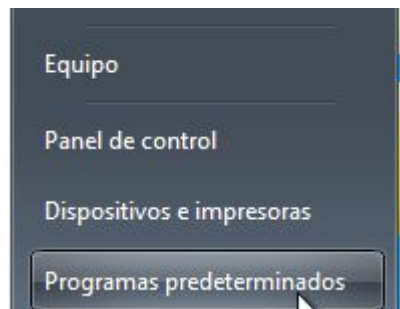 Equipo
Panel de control
Dispositivos e impresoras
Programas predeterminados